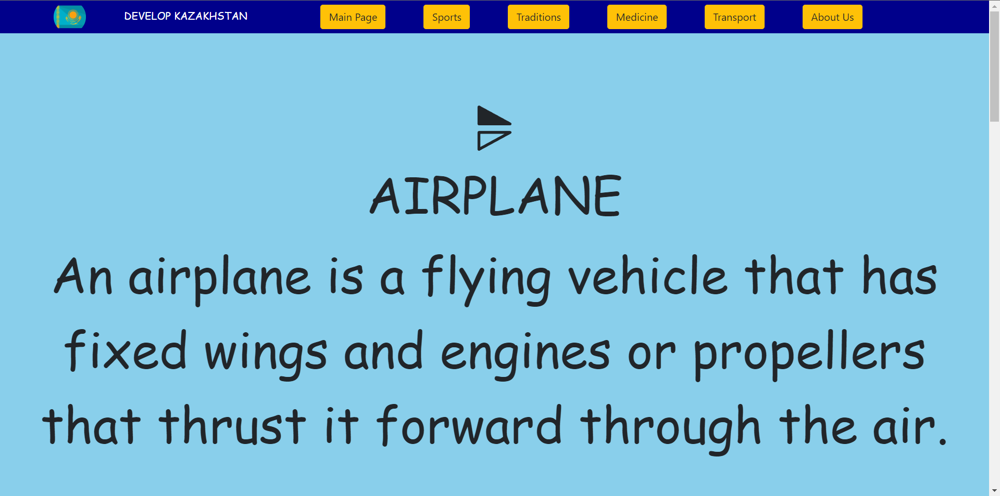 DEVELOP KAZAKHSTAN
Main Page
Sports
Traditions
Medicine
Transport
About Us
AIRPLANE
An airplane is a flying vehicle that has
fixed wings and engines or propellers
that thrust it forward through the air.